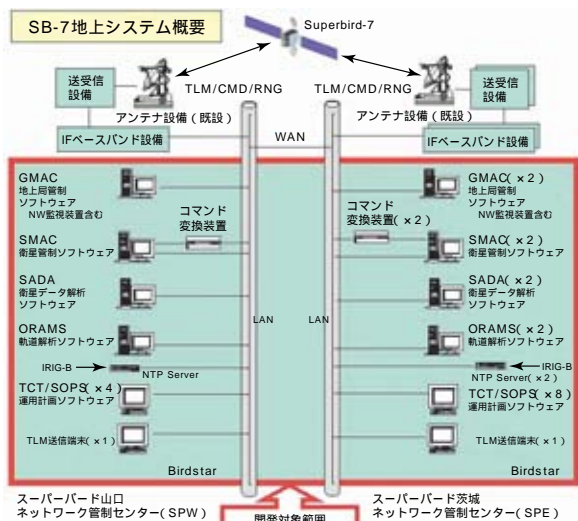 SB-7地上システム概要
Superbird-7
送受信
設備
TLM/CMD/RNG
アンテナ設備(既設)
IFベースバンド設備
WAN
TLM/CMD/RNG
アンテナ設備(既設)
送受信
設備
IFベースバンド設備
GMAC
地上局管制
ソフトウェア
NW監視装置含む
コマンド
変換装置
SMAC
衛星管制ソフトウェア
SADA
衛星データ解析
ソフトウェア
ORAMS
軌道解析ソフトウェア
IRIG-B
NTP Server
TCT/SOPS(×4)
運用計画ソフトウェア
TLM送信端末(×1)
Birdstar
LAN
LAN
GMAC(×2)
地上局管制
ソフトウェア
NW監視装置含む
コマンド
変換装置(×2)
SMAC(×2)
衛星管制ソフトウェア
SADA(×2)
衛星データ解析
ソフトウェア
ORAMS(×2)
軌道解析ソフトウェア
IRIG-B
NTP Server(×2)
TCT/SOPS(×8)
運用計画ソフトウェア
TLM送信端末(×1)
Birdstar
スーパーバード山口
ネットワーク管制センター(SPW)
開発対象範囲
スーパーバード茨城
ネットワーク管制センター(SPE)